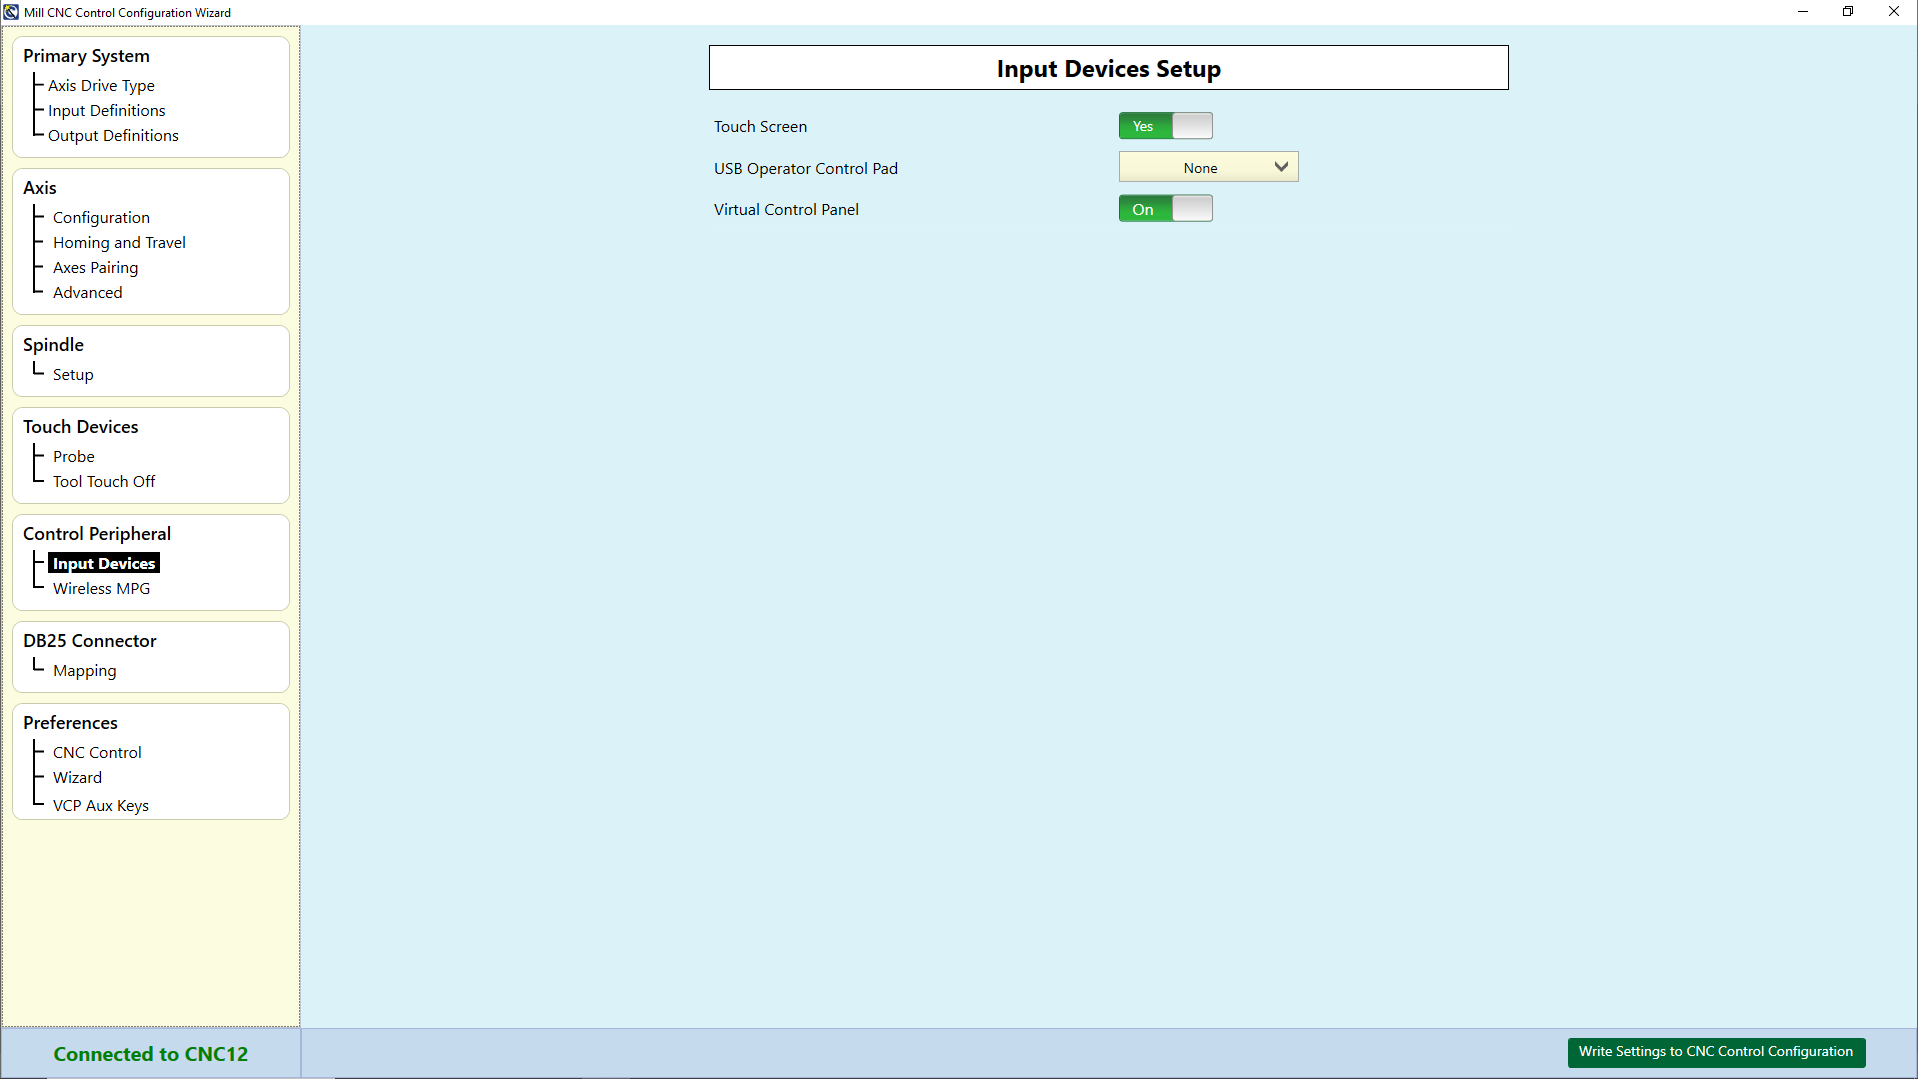 Mill CNC Control Configuration Wizard
Primary System
Axis Drive Type
Input Definitions
Output Definitions
Axis
Configuration
Homing and Travel
Axes Pairing
Advanced
Spindle
Setup
Touch Devices
Probe
Tool Touch Off
Control Peripheral
Input Devices
Wireless MPG
DB25 Connector
Mapping
Preferences
CNC Control
Wizard
VCP Aux Keys
Connected to CNC12
Input Devices Setup
Touch Screen Yes
USB Operator Control Pad None
Virtual Control Panel On
Write Settings to CNC Control Configuration